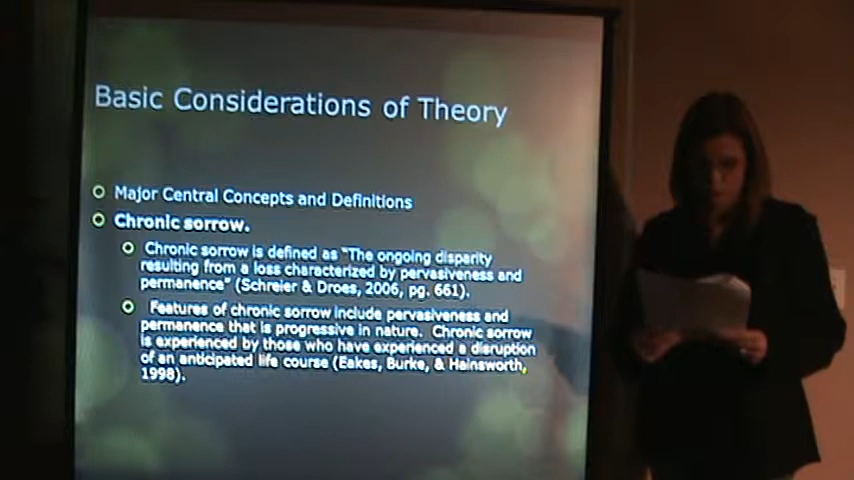 Basic Considerations of Theory
Major Central Concepts and Definitions
Chronic sorrow.
Chronic sorrow is defined as "The ongoing disparity
resulting from a loss characterized by pervasiveness and
permanence" (Schreier & Droes, 2006, pg. 661).
Features of chronic sorrow include pervasiveness and
permanence that is progressive in nature. Chronic sorrow
is experienced by those who have experienced a disruption
of an anticipated life course (Eakes, Burke, & Hainsworth,
1998).